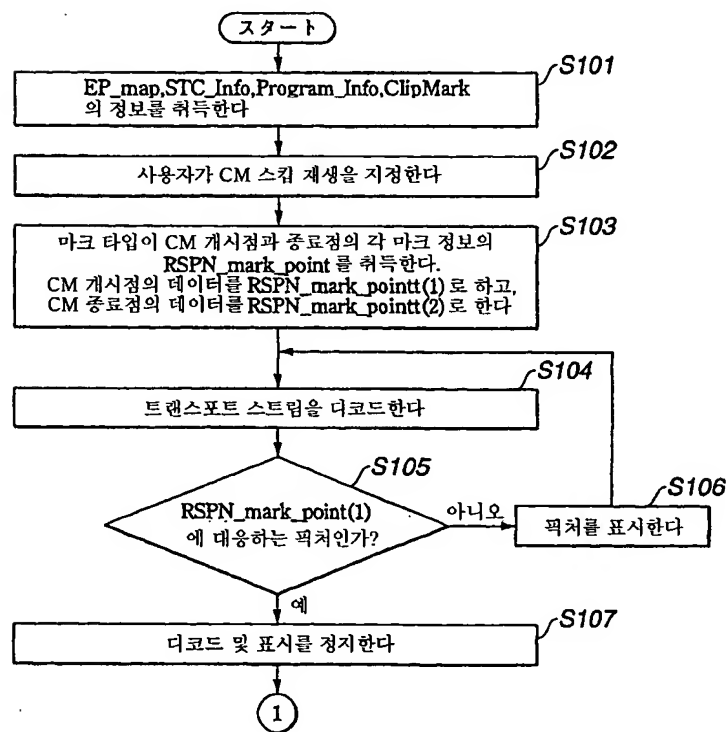 スタート
S101
EP_map,STC_Info,Program_Info,ClipMark
의 정보를 취득한다
S102
사용자가 CM 스킵 재생을 지정한다
S103
마크 타입이 CM 개시점과 종료점의 각 마크 정보의
RSPN_mark_point 를 취득한다.
CM 개시점의 데이터를 RSPN_mark_pointt(1) 로 하고,
CM 종료점의 데이터를 RSPN_mark_pointt(2) 로 한다
S104
트랜스포트 스트림을 디코드한다
S105
RSPN_mark_point(1)
에 대응하는 픽처인가?
아니오
S106
픽처를 표시한다
예
S107
디코드 및 표시를 정지한다
1